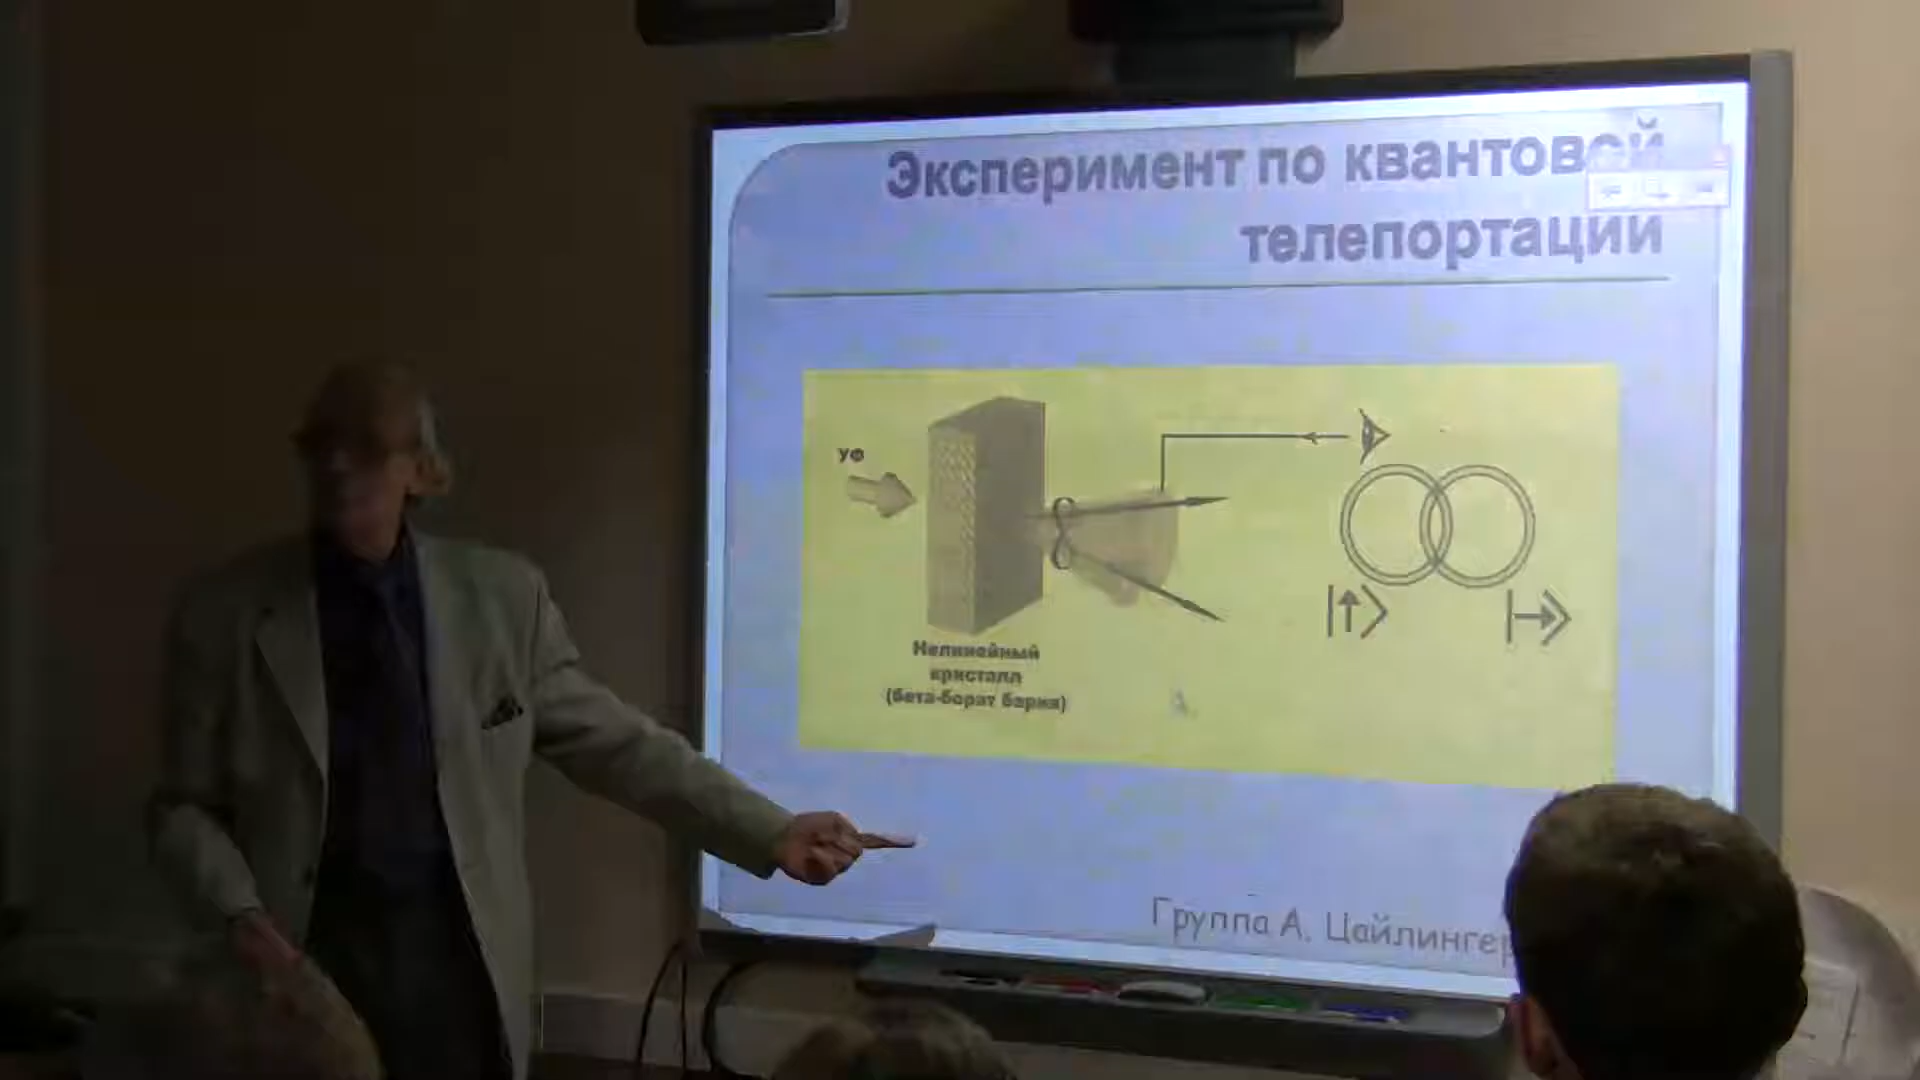 Эксперимент по квантовой
телепортации
УФ
|↑〉
|→〉
Нелинейный
кристалл
(бета-борат бария)
Группа А. Цайлингер